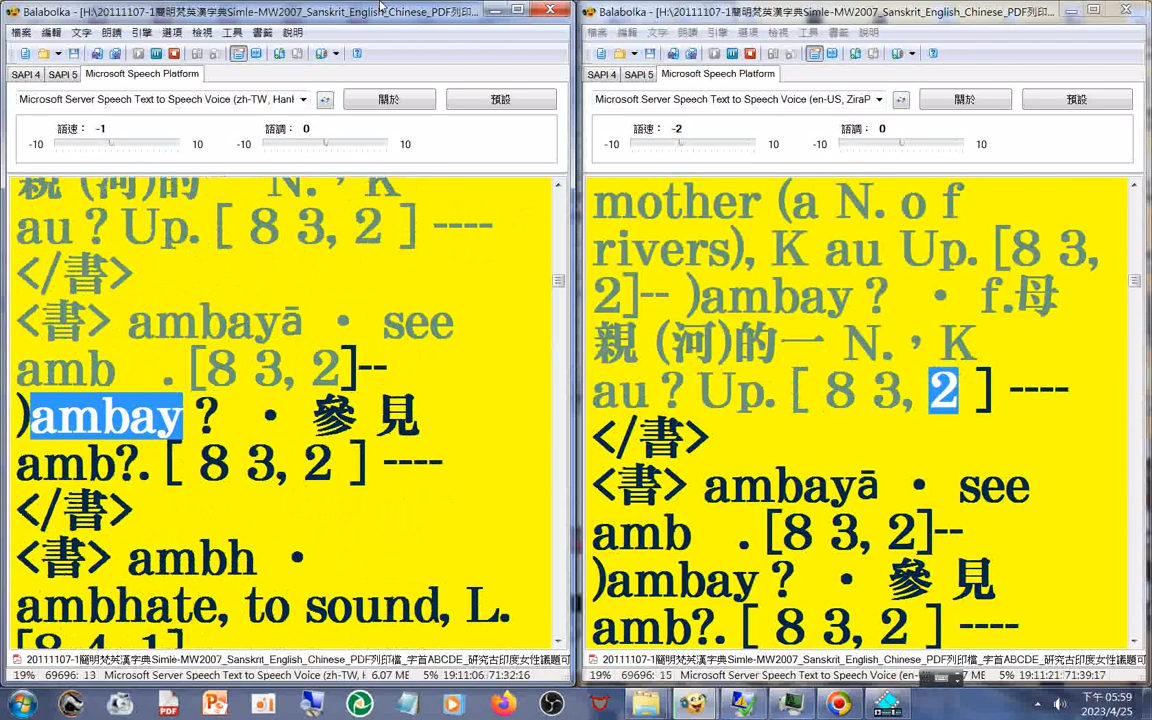 Balabolka - [H:\20111107-1簡明梵英漢字典Simle-MW2007_Sanskrit_English_Chinese_PDF列印...
檔案 編輯 文字 朗讀 引擎 選項 檢視 工具 書籤 說明
SAPI 4 SAPI 5 Microsoft Speech Platform
Microsoft Server Speech Text to Speech Voice (zh-TW, HanI 關於 預設
語速： -1 語調： 0
-10 10 -10 10
親 (河)的一 N.，K
au ? Up. [ 8 3, 2 ] ----
</書>
<書> ambayā • see
amb . [8 3, 2]--
)ambay ? • 參 見
amb?. [ 8 3, 2 ] ----
</書>
<書> ambh •
ambhate, to sound, L.
[8 4, 1]
20111107-1簡明梵英漢字典Simle-MW2007_Sanskrit_English_Chinese_PDF列印檔_字首ABCDE_研究古印度女性議題可
19% 69696: 13 Microsoft Server Speech Text to Speech Voice (zh-TW, H 6.07 ME 5% 19:11:06/71:32:16
Balabolka - [H:\20111107-1簡明梵英漢字典Simle-MW2007_Sanskrit_English_Chinese_PDF列印...
檔案 編輯 文字 朗讀 引擎 選項 檢視 工具 書籤 說明
SAPI 4 SAPI 5 Microsoft Speech Platform
Microsoft Server Speech Text to Speech Voice (en-US, ZiraP 關於 預設
語速： -2 語調： 0
-10 10 -10 10
mother (a N. o f
rivers), K au Up. [8 3,
2]-- )ambay ? • f.母
親 (河)的一 N.，K
au ? Up. [ 8 3, 2 ] ----
</書>
<書> ambayā • see
amb . [8 3, 2]--
)ambay ? • 參 見
amb?. [ 8 3, 2 ] ----
20111107-1簡明梵英漢字典Simle-MW2007_Sanskrit_English_Chinese_PDF列印檔_字首ABCDE_研究古印度女性議題可
19% 69696: 15 Microsoft Server Speech Text to Speech Voice (en-US, 5% 19:11:21/71:39:17
下午 05:59
2023/4/25